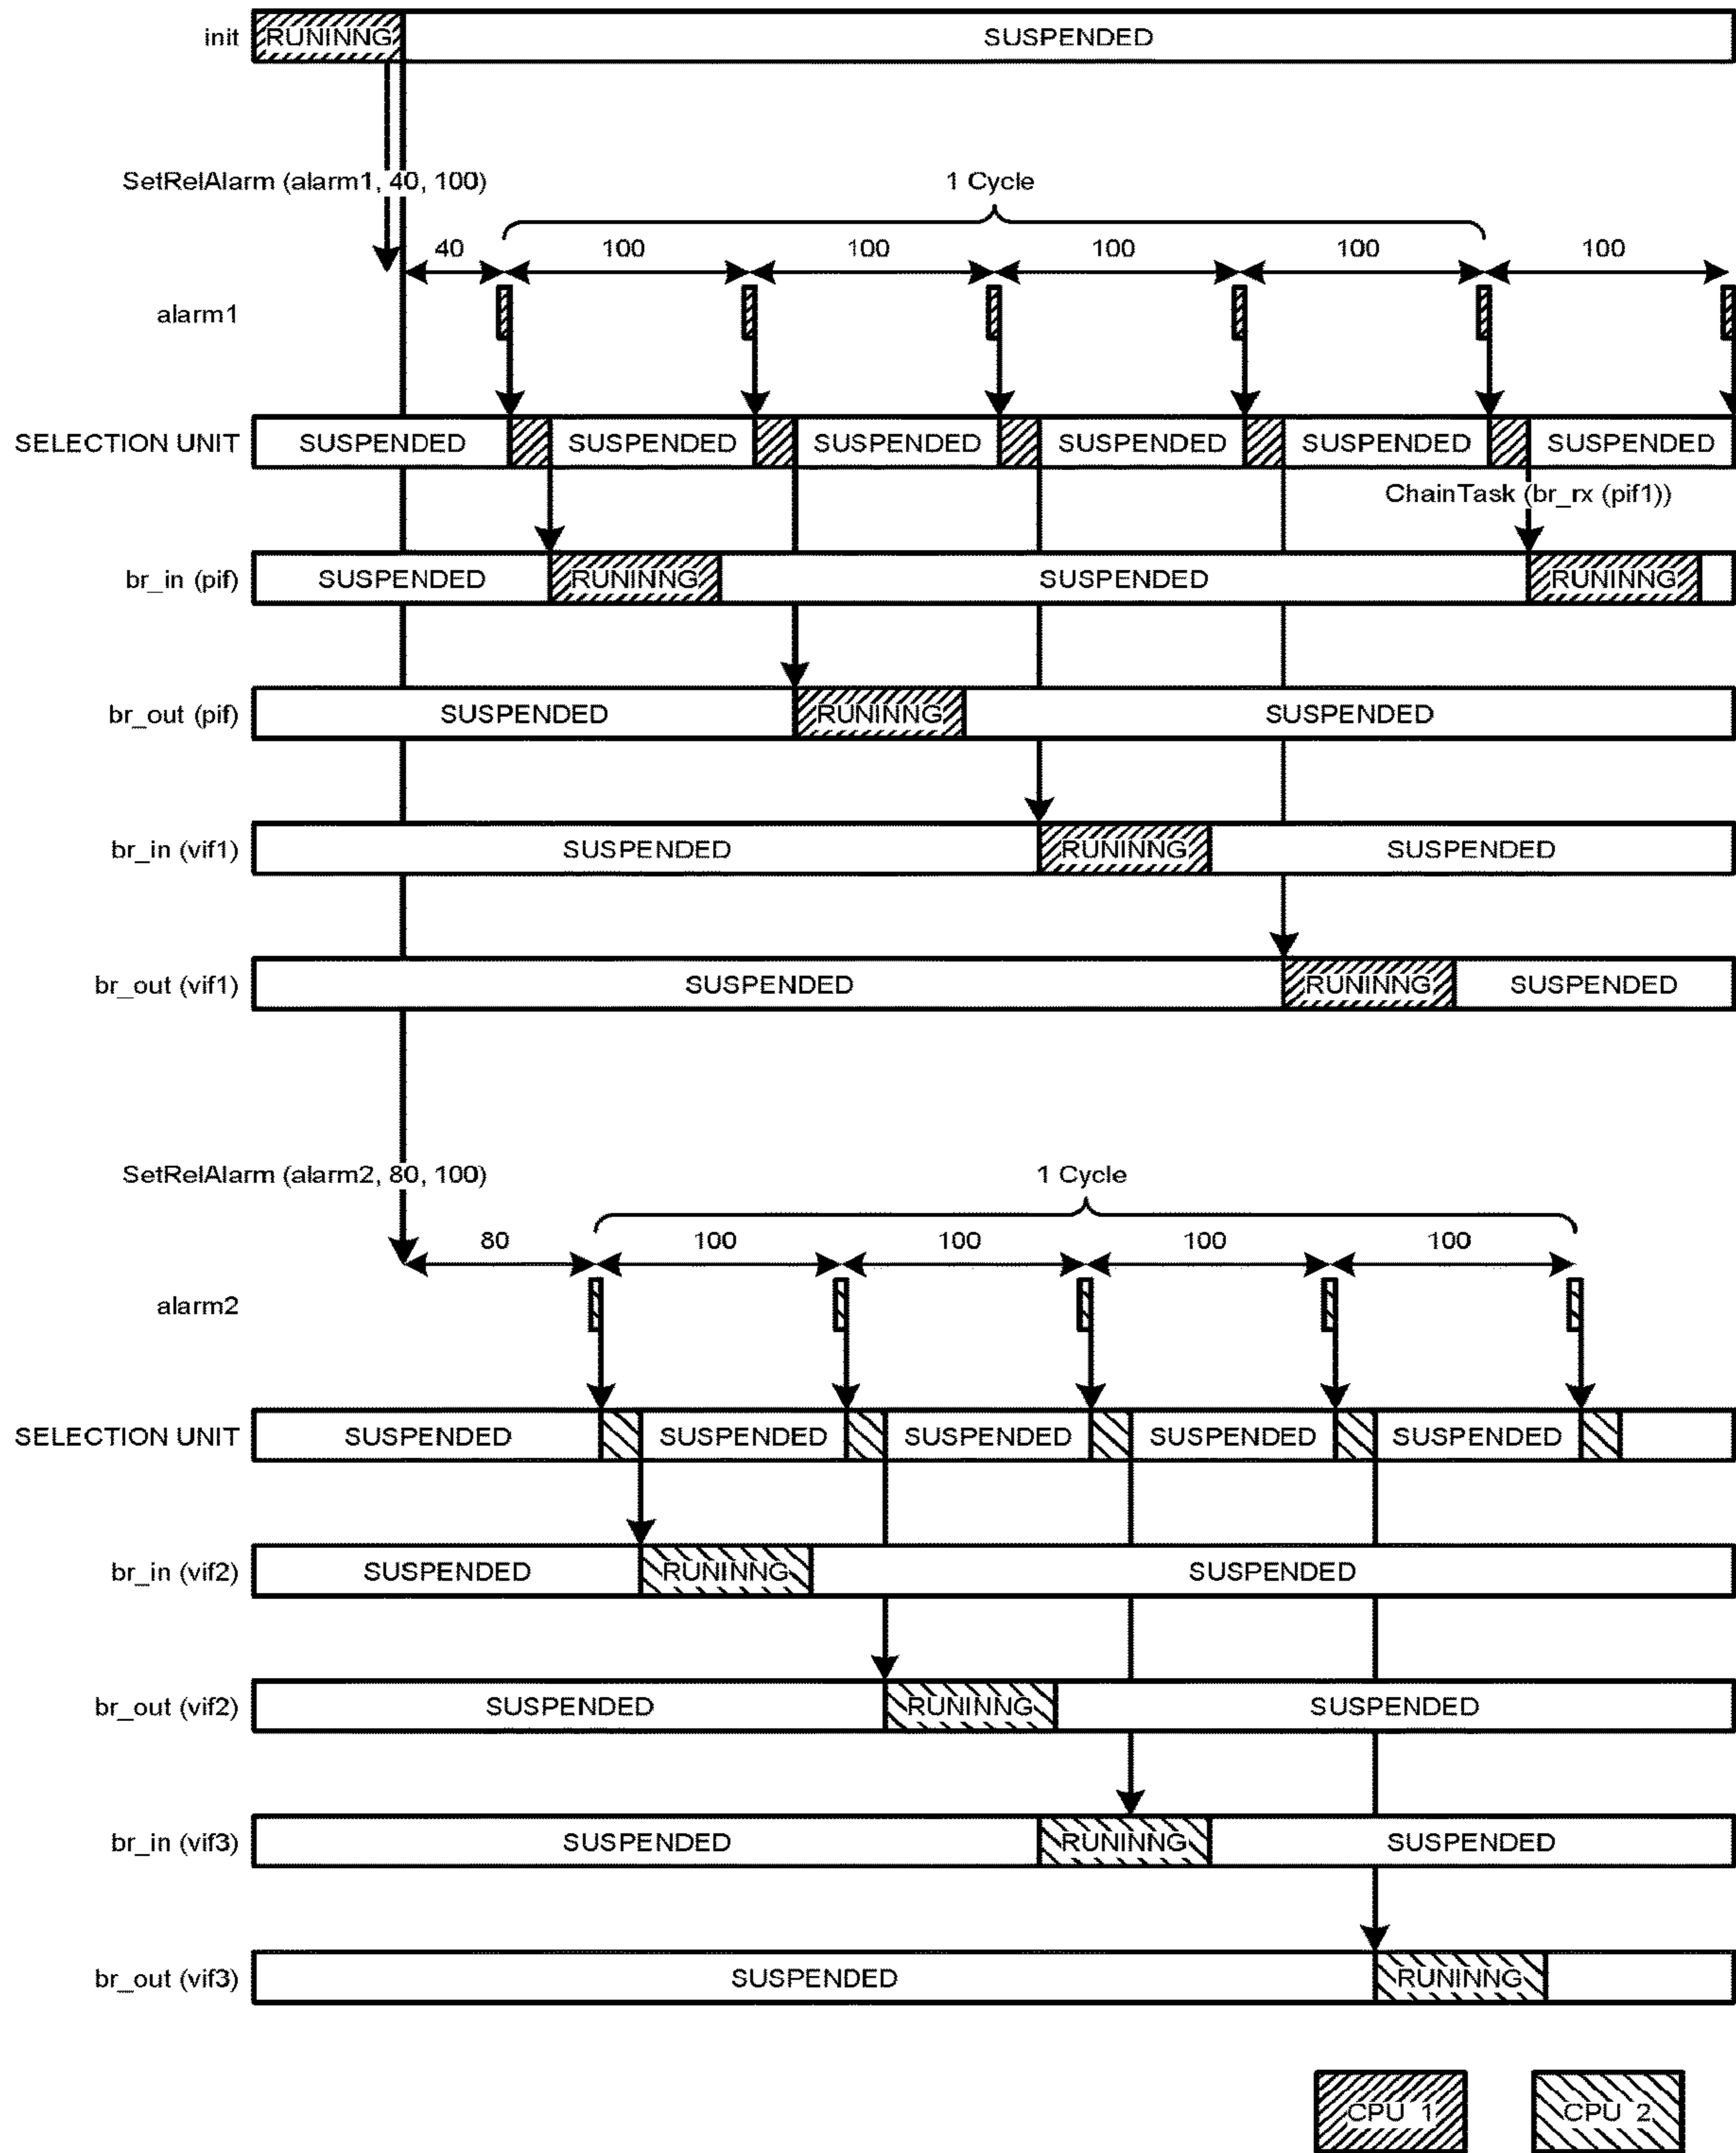 init RUNINNG SUSPENDED
SetRelAlarm (alarm1, 40, 100) 1 Cycle
40 100 100 100 100 100
alarm1
SELECTION UNIT SUSPENDED SUSPENDED SUSPENDED SUSPENDED SUSPENDED SUSPENDED
ChainTask (br_rx (pif1))
br_in (pif) SUSPENDED RUNINNG SUSPENDED RUNINNG
br_out (pif) SUSPENDED RUNINNG SUSPENDED
br_in (vif1) SUSPENDED RUNINNG SUSPENDED
br_out (vif1) SUSPENDED RUNINNG SUSPENDED
SetRelAlarm (alarm2, 80, 100) 1 Cycle
80 100 100 100 100
alarm2
SELECTION UNIT SUSPENDED SUSPENDED SUSPENDED SUSPENDED SUSPENDED
br_in (vif2) SUSPENDED RUNINNG SUSPENDED
br_out (vif2) SUSPENDED RUNINNG SUSPENDED
br_in (vif3) SUSPENDED RUNINNG SUSPENDED
br_out (vif3) SUSPENDED RUNINNG
CPU 1 CPU 2